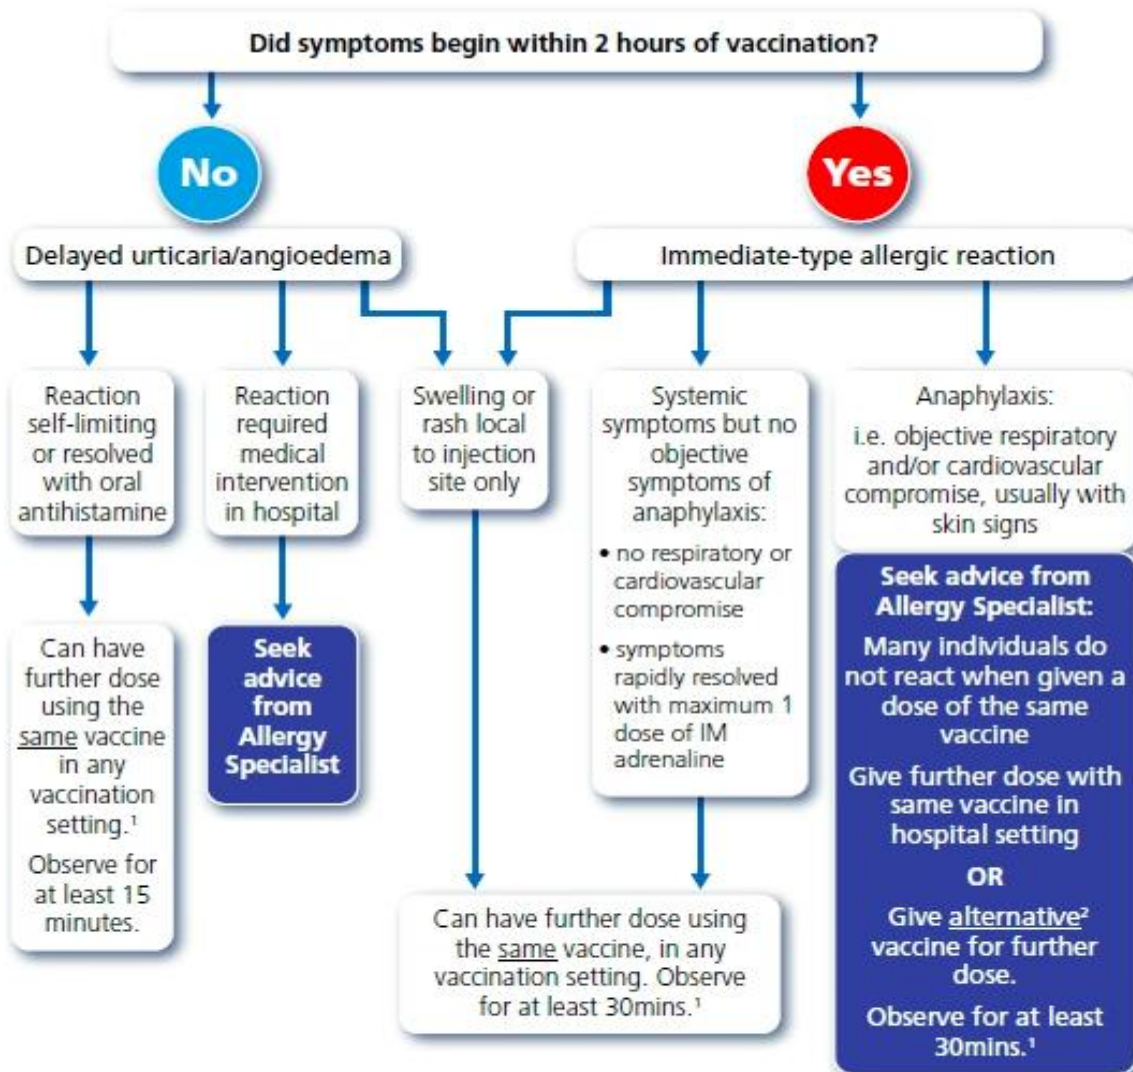 Did symptoms begin within 2 hours of vaccination?
No
Yes
Delayed urticaria/angioedema
Immediate-type allergic reaction
Reaction
self-limiting
or resolved
with oral
antihistamine
Reaction
required
medical
intervention
in hospital
Swelling or
rash local
to injection
site only
Systemic
symptoms but no
objective
symptoms of
anaphylaxis:
• no respiratory or
cardiovascular
compromise
• symptoms
rapidly resolved
with maximum 1
dose of IM
adrenaline
Anaphylaxis:
i.e. objective respiratory
and/or cardiovascular
compromise, usually with
skin signs
Can have
further dose
using the
same vaccine
in any
vaccination
setting.¹
Observe for
at least 15
minutes.
Seek
advice
from
Allergy
Specialist
Can have further dose using
the same vaccine, in any
vaccination setting. Observe
for at least 30mins.¹
Seek advice from
Allergy Specialist:
Many individuals do
not react when given a
dose of the same
vaccine
Give further dose with
same vaccine in
hospital setting
OR
Give alternative²
vaccine for further
dose.
Observe for at least
30mins.¹